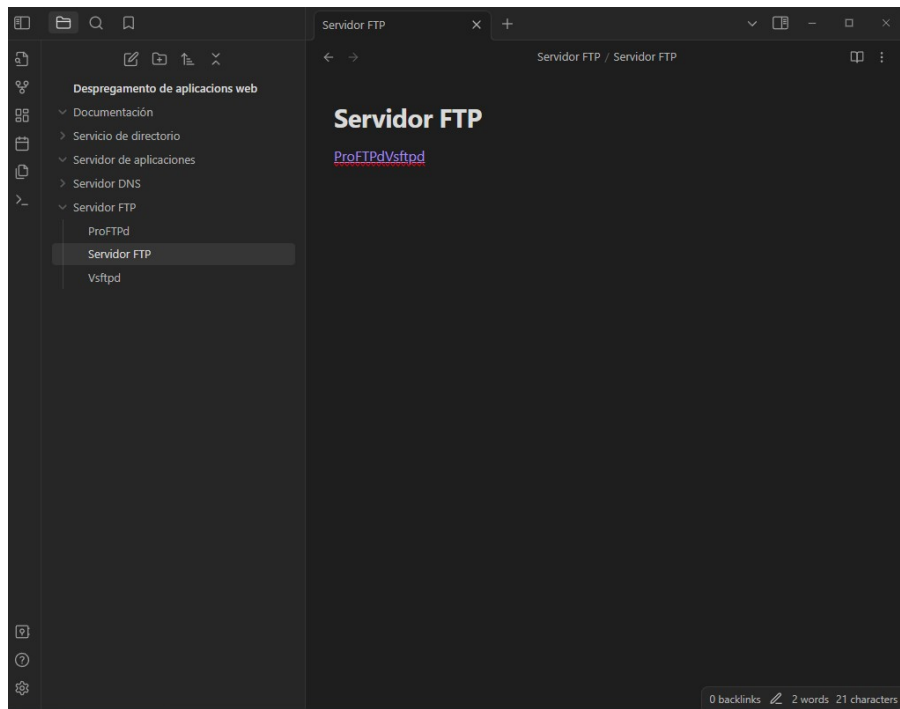 Servidor FTP
Servidor FTP / Servidor FTP
Despregamento de aplicacions web
Documentación
Servicio de directorio
Servidor de aplicaciones
Servidor DNS
Servidor FTP
ProFTPd
Servidor FTP
Vsftpd
Servidor FTP
ProFTPdVsftpd
0 backlinks 2 words 21 characters